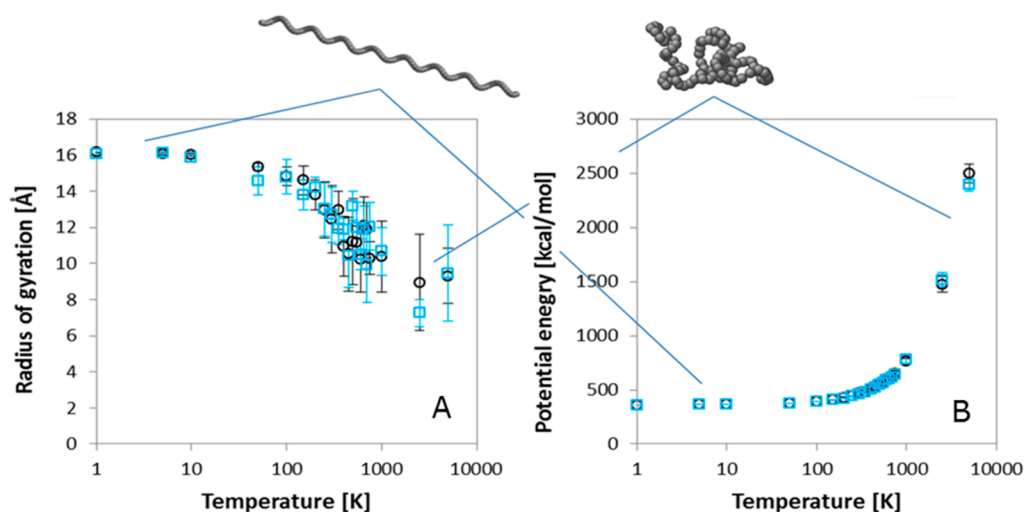 18
16
14
12
10
8
6
4
2
0
Radius of gyration [Å]
A
1 10 100 1000 10000
Temperature [K]
3000
2500
2000
1500
1000
500
0
Potential enegry [kcal/mol]
B
1 10 100 1000 10000
Temperature [K]